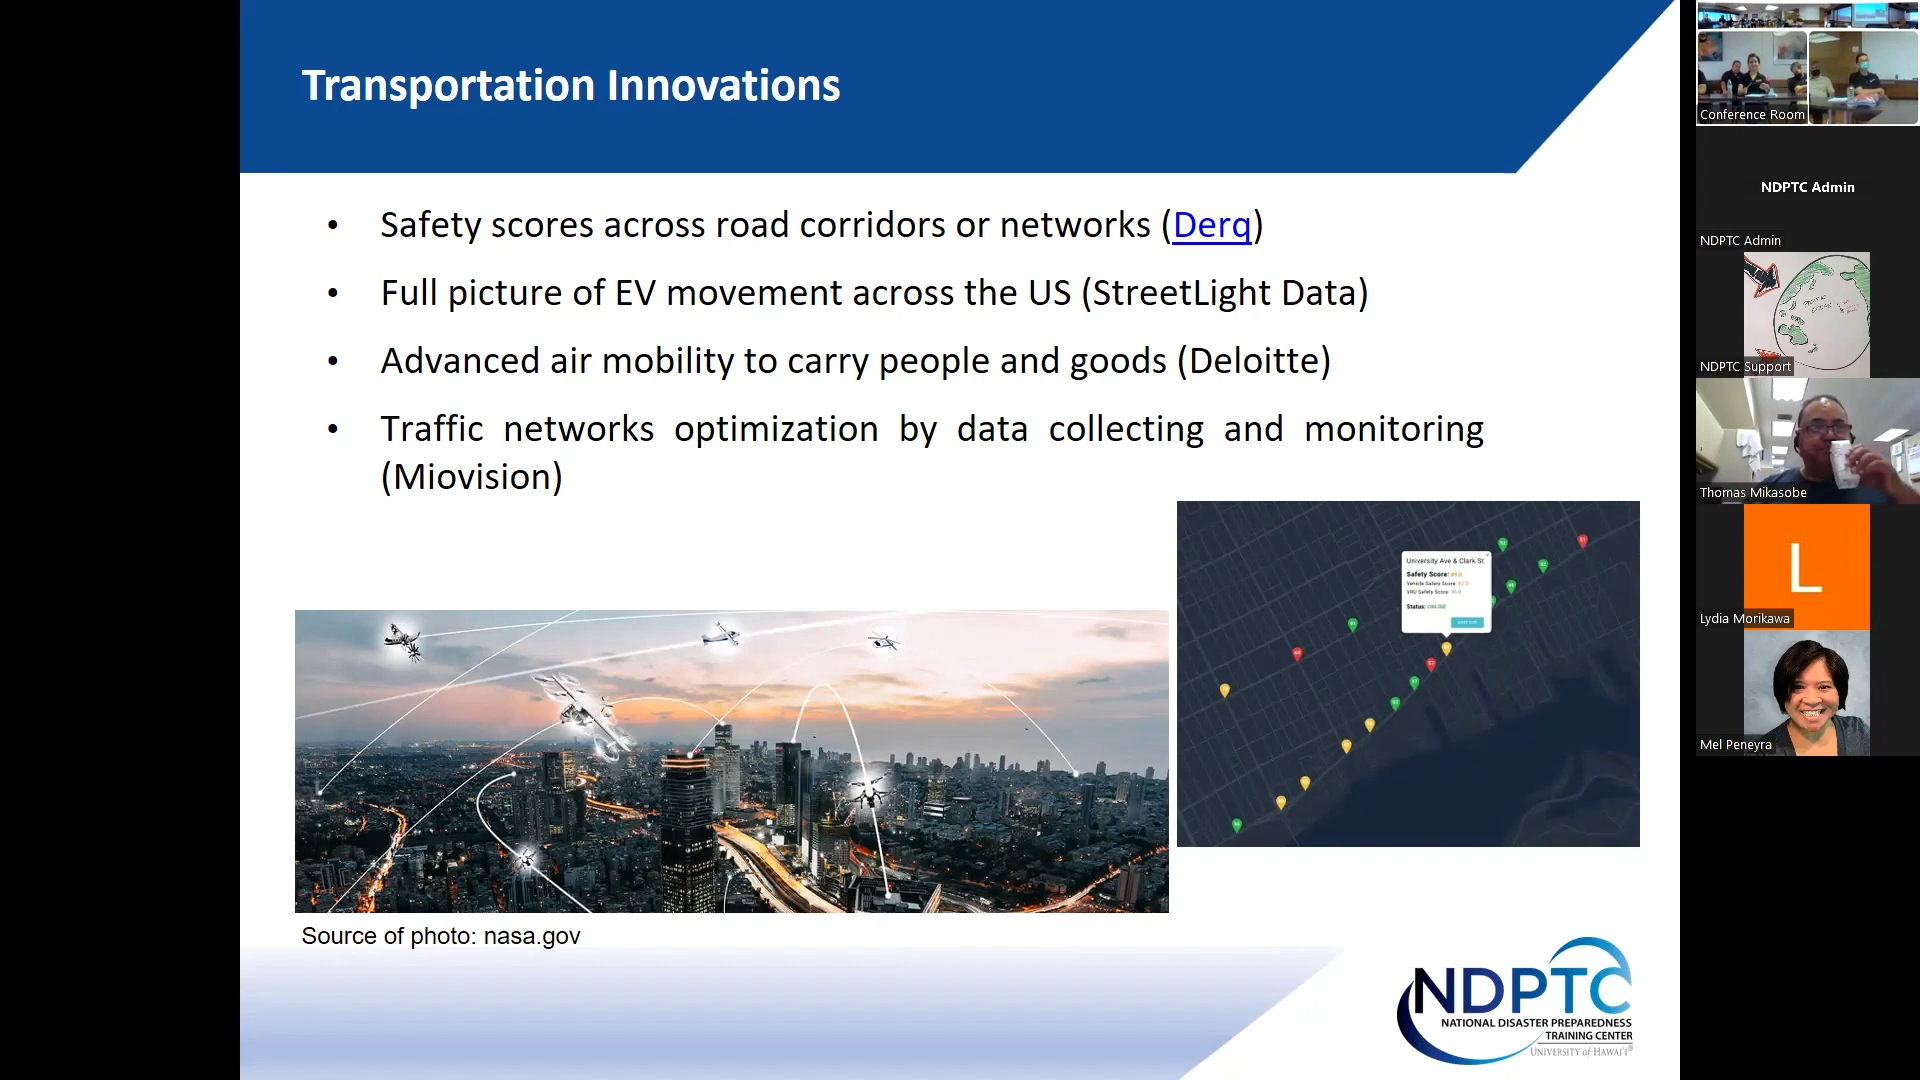 Transportation Innovations
• Safety scores across road corridors or networks (Derq)
• Full picture of EV movement across the US (StreetLight Data)
• Advanced air mobility to carry people and goods (Deloitte)
• Traffic networks optimization by data collecting and monitoring
(Miovision)
University Ave & Clark St
Safety Score:
Vehicle Safety Score:
VRU Safety Score:
Status: ONLINE
Source of photo: nasa.gov
NDPTC
NATIONAL DISASTER PREPAREDNESS
TRAINING CENTER
UNIVERSITY of HAWAI'I®
Conference Room
NDPTC Admin
NDPTC Admin
NDPTC Support
Thomas Mikasobe
L
Lydia Morikawa
Mel Peneyra